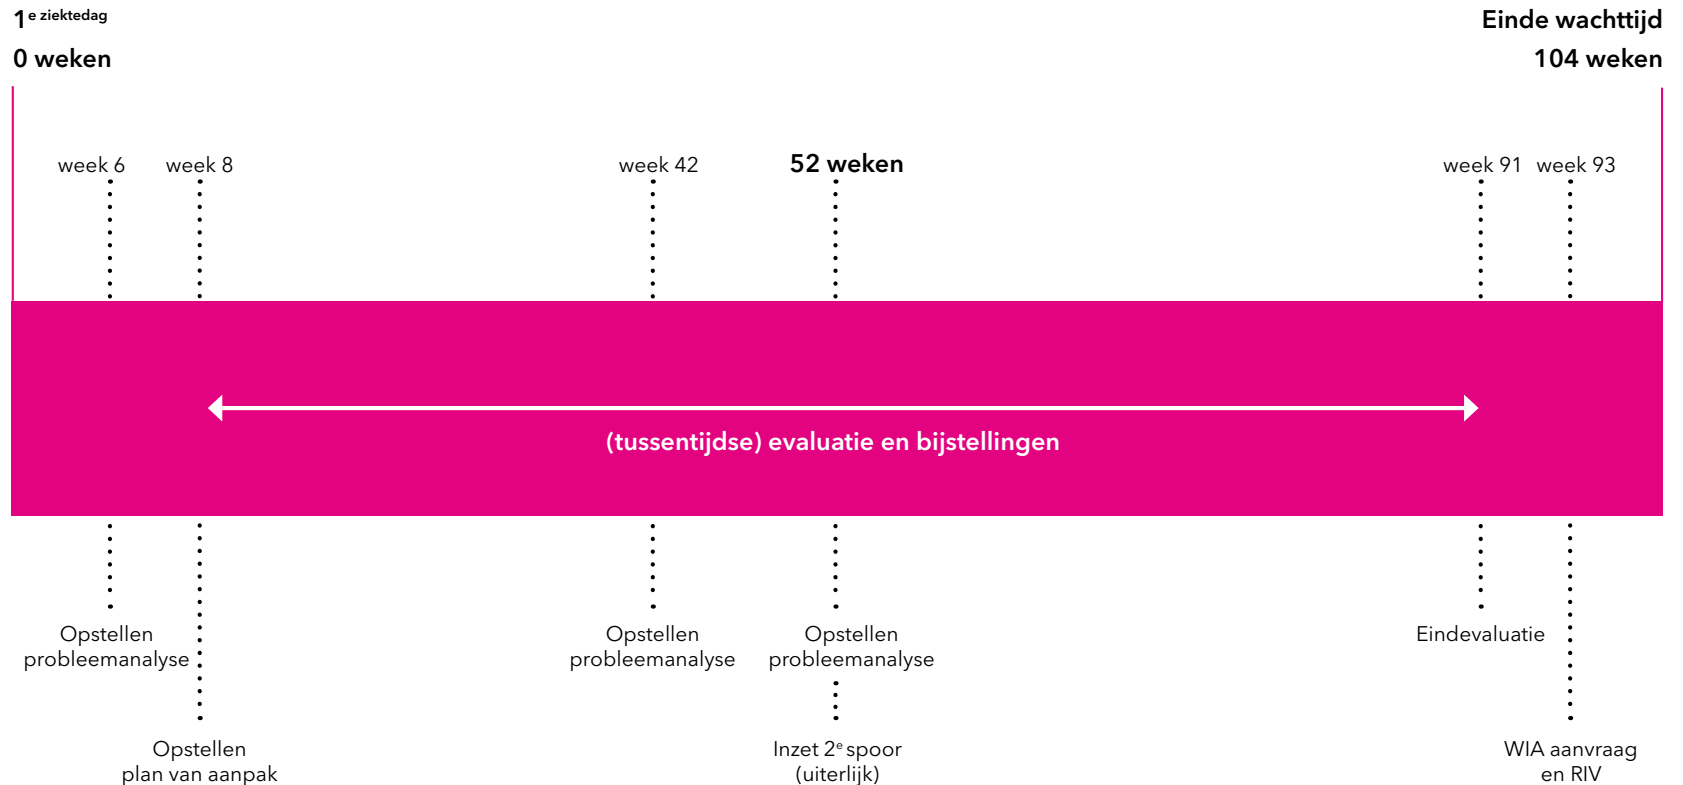 1e ziektedag
Einde wachttijd
0 weken
104 weken
week 6
week 8
week 42
52 weken
week 91
week 93
(tussentijdse) evaluatie en bijstellingen
Opstellen
probleemanalyse
Opstellen
probleemanalyse
Opstellen
probleemanalyse
Eindevaluatie
Opstellen
plan van aanpak
Inzet 2e spoor
(uiterlijk)
WIA aanvraag
en RIV